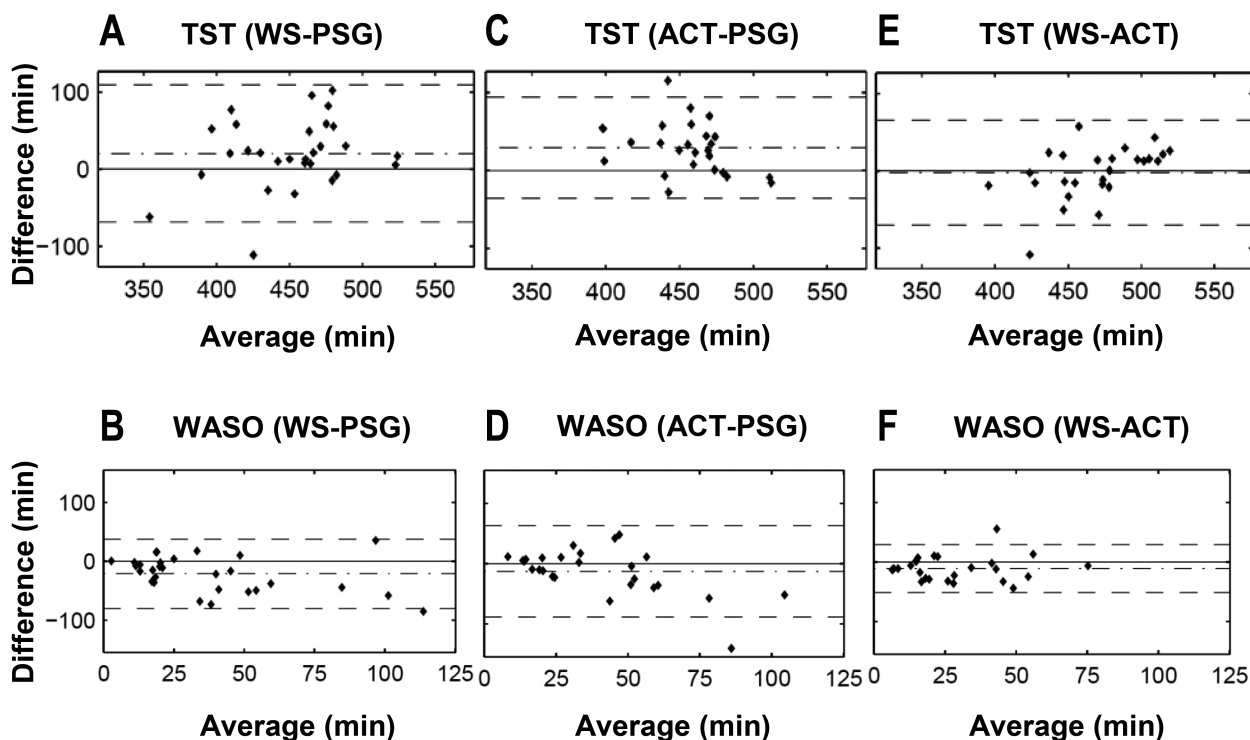 A TST (WS-PSG)
C TST (ACT-PSG)
E TST (WS-ACT)
Difference (min)
100
0
−100
350 400 450 500 550
350 400 450 500 550
350 400 450 500 550
Average (min)
Average (min)
Average (min)
B WASO (WS-PSG)
D WASO (ACT-PSG)
F WASO (WS-ACT)
Difference (min)
100
0
−100
0 25 50 75 100 125
0 25 50 75 100 125
0 25 50 75 100 125
Average (min)
Average (min)
Average (min)